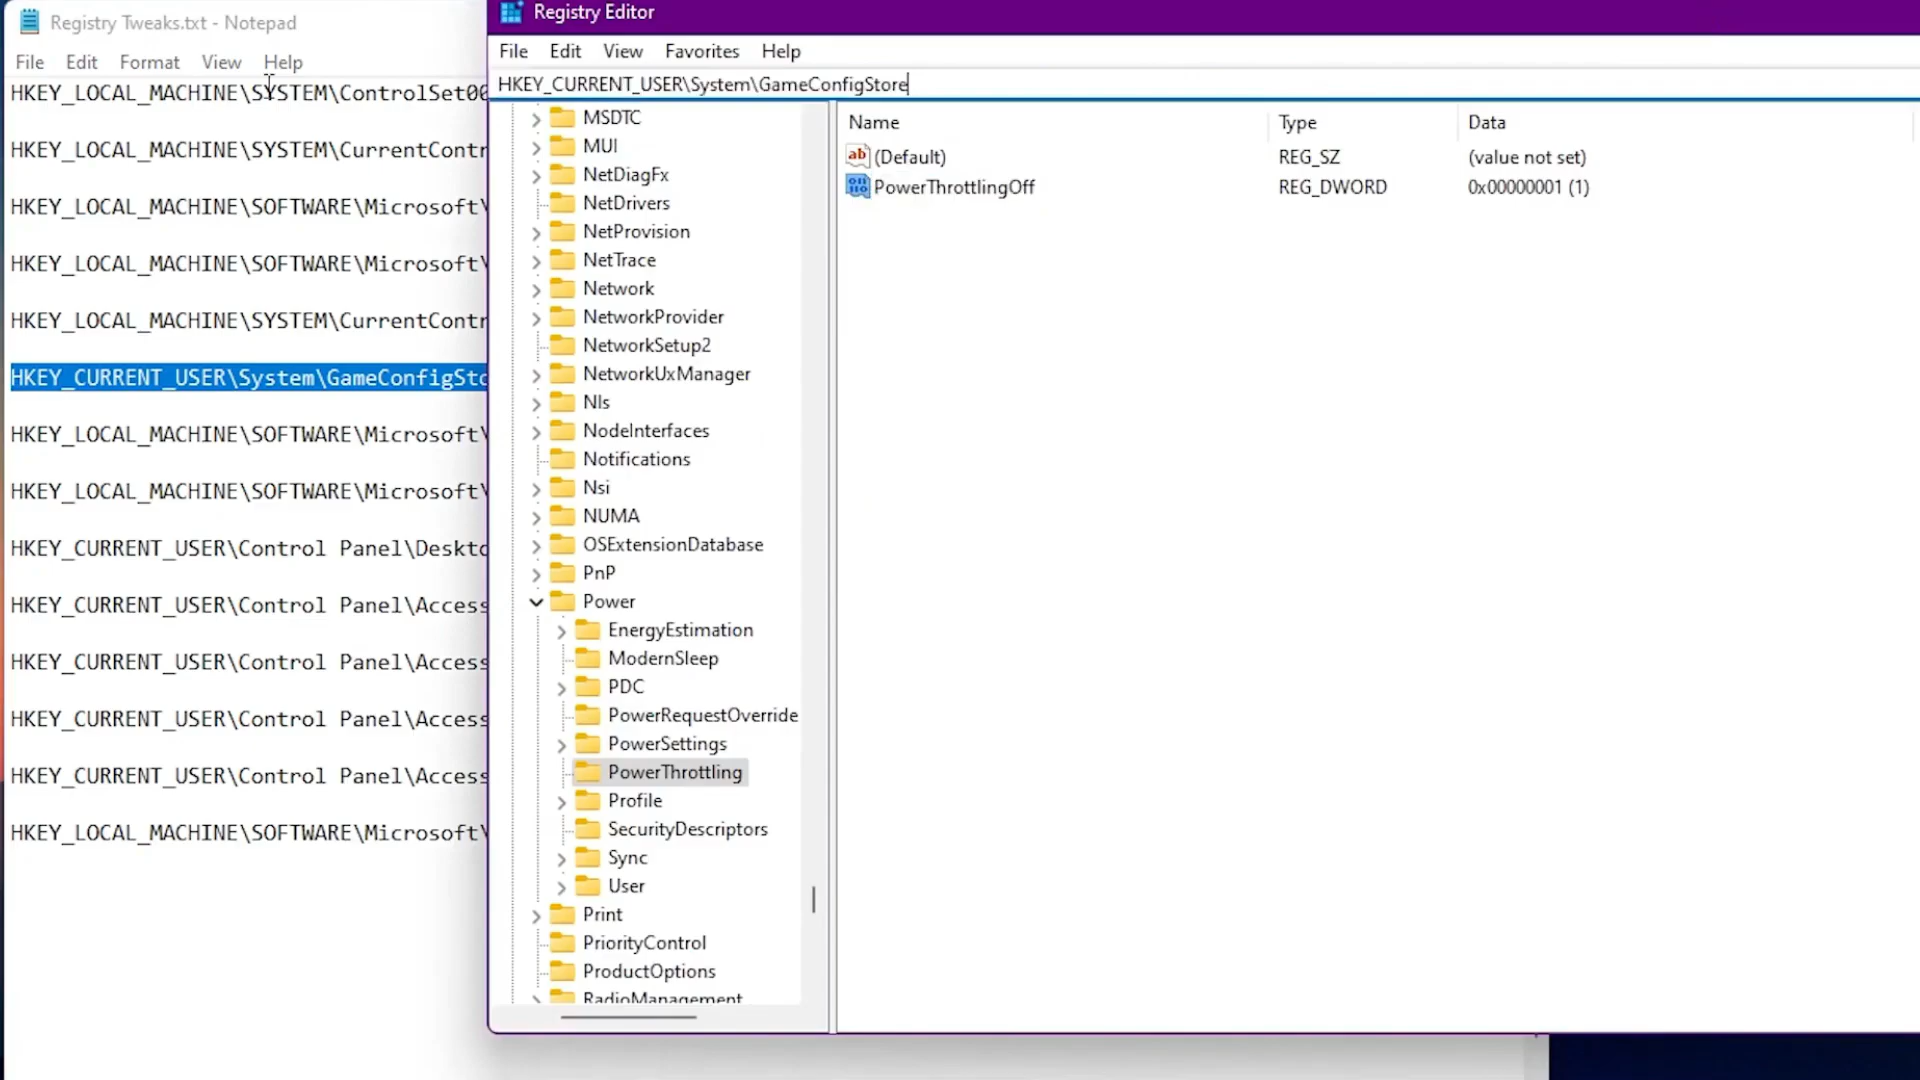 Registry Tweaks.txt - Notepad
File Edit Format View Help
HKEY_LOCAL_MACHINE\SYSTEM\ControlSet00
HKEY_LOCAL_MACHINE\SYSTEM\CurrentContr
HKEY_LOCAL_MACHINE\SOFTWARE\Microsoft\
HKEY_LOCAL_MACHINE\SOFTWARE\Microsoft\
HKEY_LOCAL_MACHINE\SYSTEM\CurrentContr
HKEY_CURRENT_USER\System\GameConfigSto
HKEY_LOCAL_MACHINE\SOFTWARE\Microsoft\
HKEY_LOCAL_MACHINE\SOFTWARE\Microsoft\
HKEY_CURRENT_USER\Control Panel\Deskto
HKEY_CURRENT_USER\Control Panel\Access
HKEY_CURRENT_USER\Control Panel\Access
HKEY_CURRENT_USER\Control Panel\Access
HKEY_CURRENT_USER\Control Panel\Access
HKEY_LOCAL_MACHINE\SOFTWARE\Microsoft\
Registry Editor
File Edit View Favorites Help
HKEY_CURRENT_USER\System\GameConfigStore
MSDTC
MUI
NetDiagFx
NetDrivers
NetProvision
NetTrace
Network
NetworkProvider
NetworkSetup2
NetworkUxManager
Nls
NodeInterfaces
Notifications
Nsi
NUMA
OSExtensionDatabase
PnP
Power
EnergyEstimation
ModernSleep
PDC
PowerRequestOverride
PowerSettings
PowerThrottling
Profile
SecurityDescriptors
Sync
User
Print
PriorityControl
ProductOptions
RadioManagement
Name Type Data
(Default) REG_SZ (value not set)
PowerThrottlingOff REG_DWORD 0x00000001 (1)